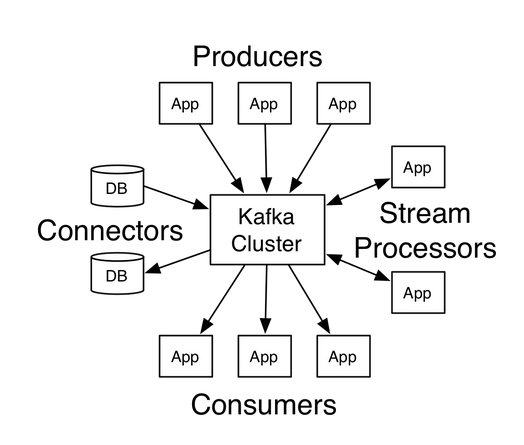 Producers
App
App
App
DB
App
Kafka
Cluster
Connectors
Stream
Processors
DB
App
App
App
App
Consumers